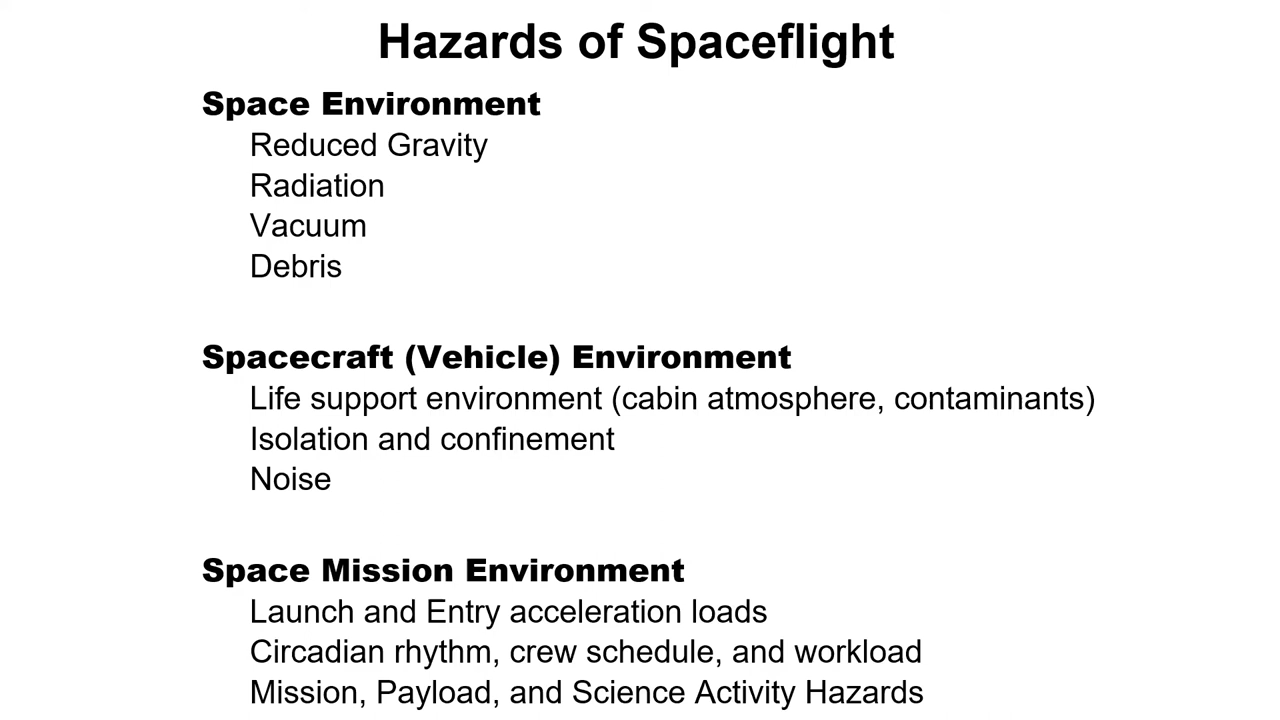 Hazards of Spaceflight
Space Environment
Reduced Gravity
Radiation
Vacuum
Debris
Spacecraft (Vehicle) Environment
Life support environment (cabin atmosphere, contaminants)
Isolation and confinement
Noise
Space Mission Environment
Launch and Entry acceleration loads
Circadian rhythm, crew schedule, and workload
Mission, Payload, and Science Activity Hazards